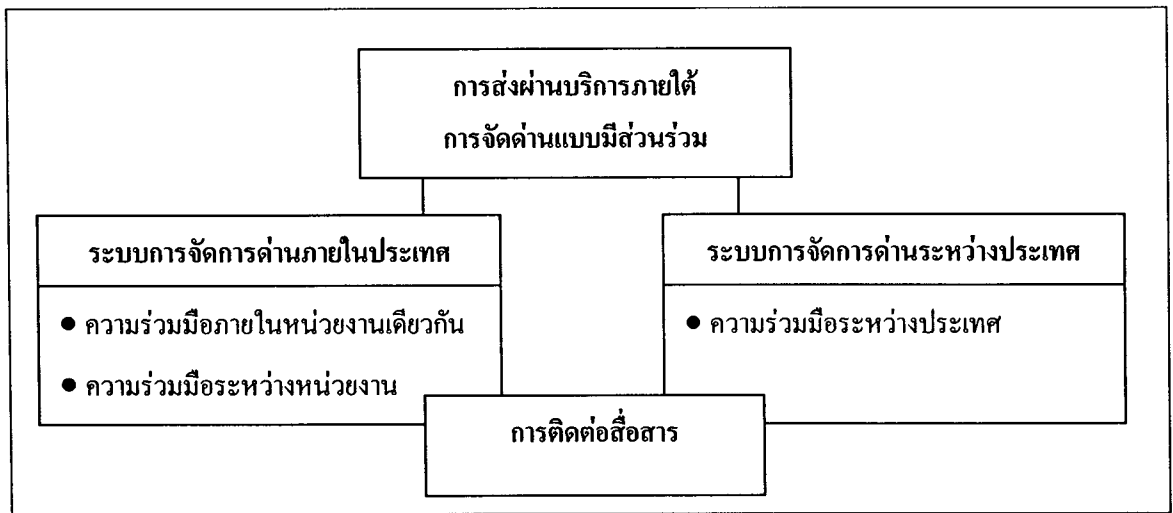 การส่งผ่านบริการภายใต้
การจัดด่านแบบมีส่วนร่วม
ระบบการจัดการด่านภายในประเทศ
● ความร่วมมือภายในหน่วยงานเดียวกัน
● ความร่วมมือระหว่างหน่วยงาน
ระบบการจัดการด่านระหว่างประเทศ
● ความร่วมมือระหว่างประเทศ
การติดต่อสื่อสาร